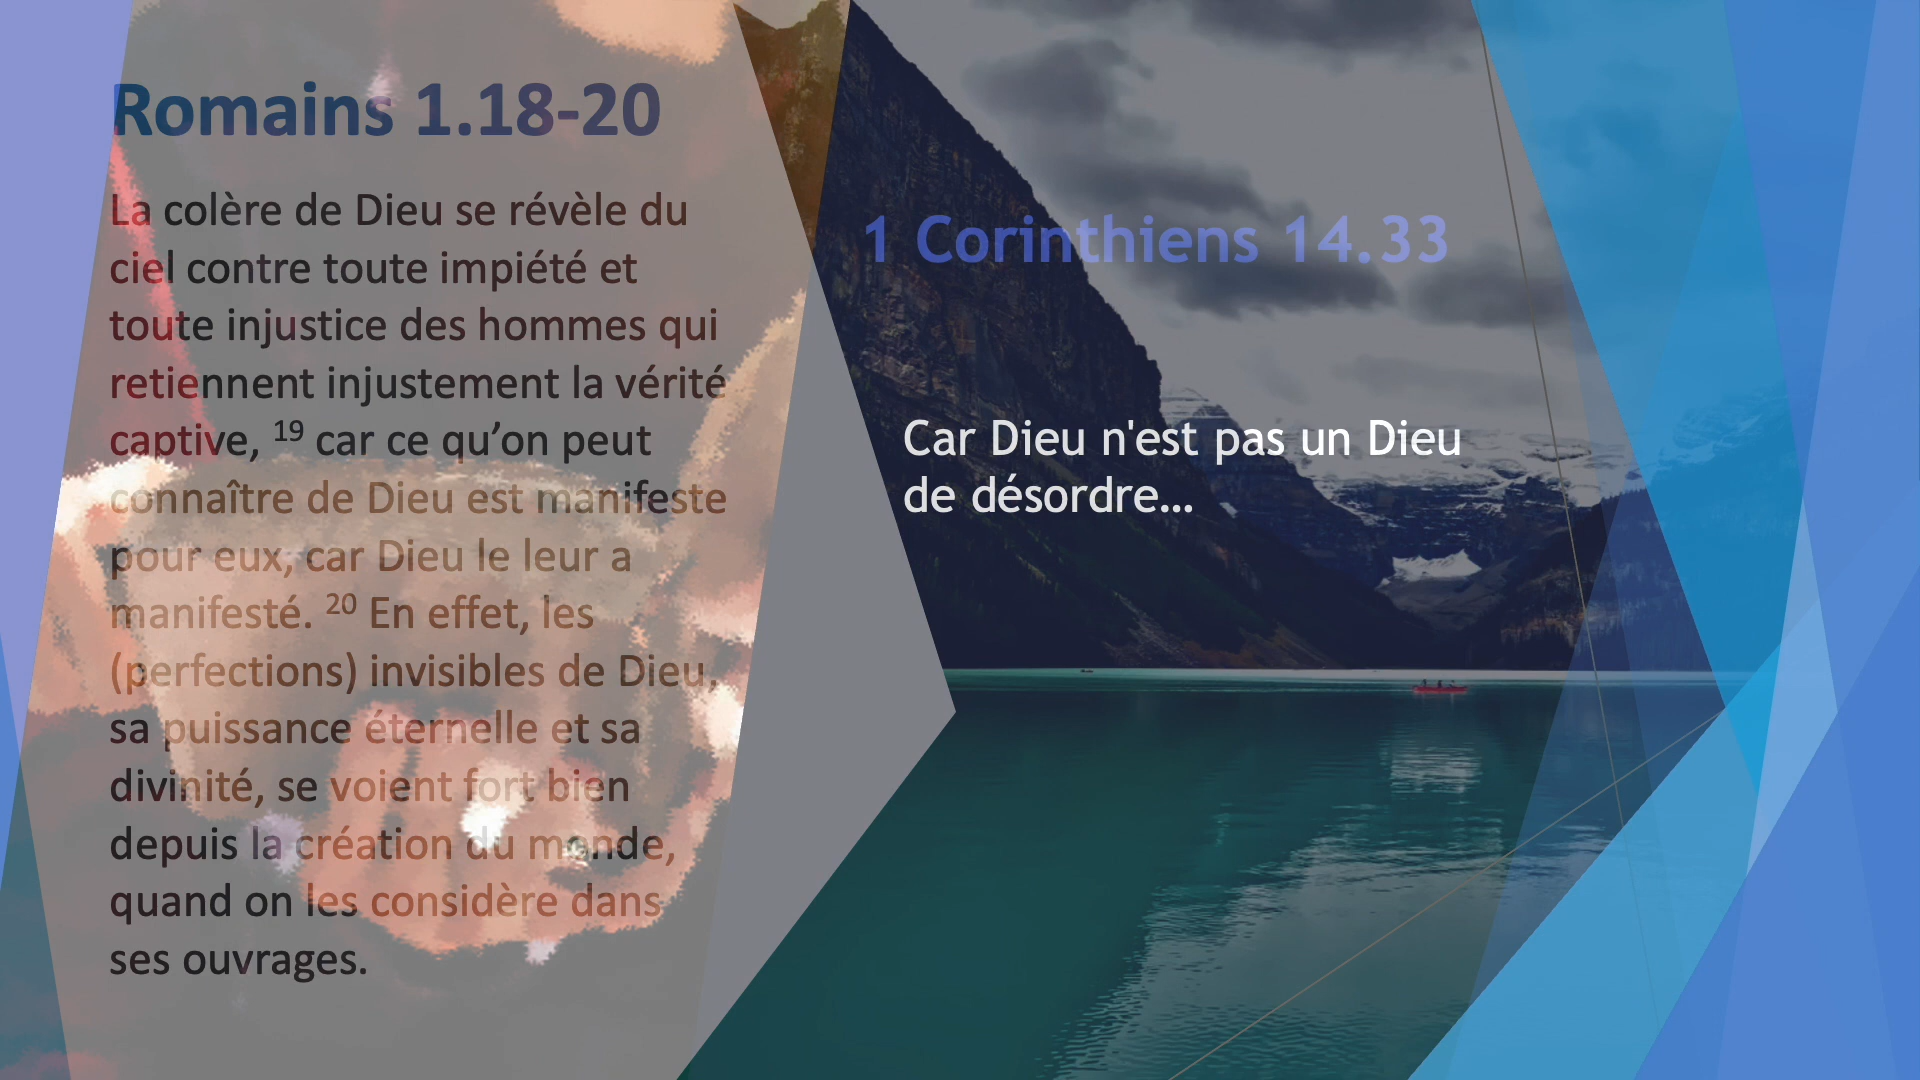 Romains 1.18-20
La colère de Dieu se révèle du
ciel contre toute impiété et
toute injustice des hommes qui
retiennent injustement la vérité
captive, 19 car ce qu’on peut
connaître de Dieu est manifeste
pour eux, car Dieu le leur a
manifesté. 20 En effet, les
(perfections) invisibles de Dieu,
sa puissance éternelle et sa
divinité, se voient fort bien
depuis la création du monde,
quand on les considère dans
ses ouvrages.
1 Corinthiens 14.33
Car Dieu n'est pas un Dieu
de désordre…